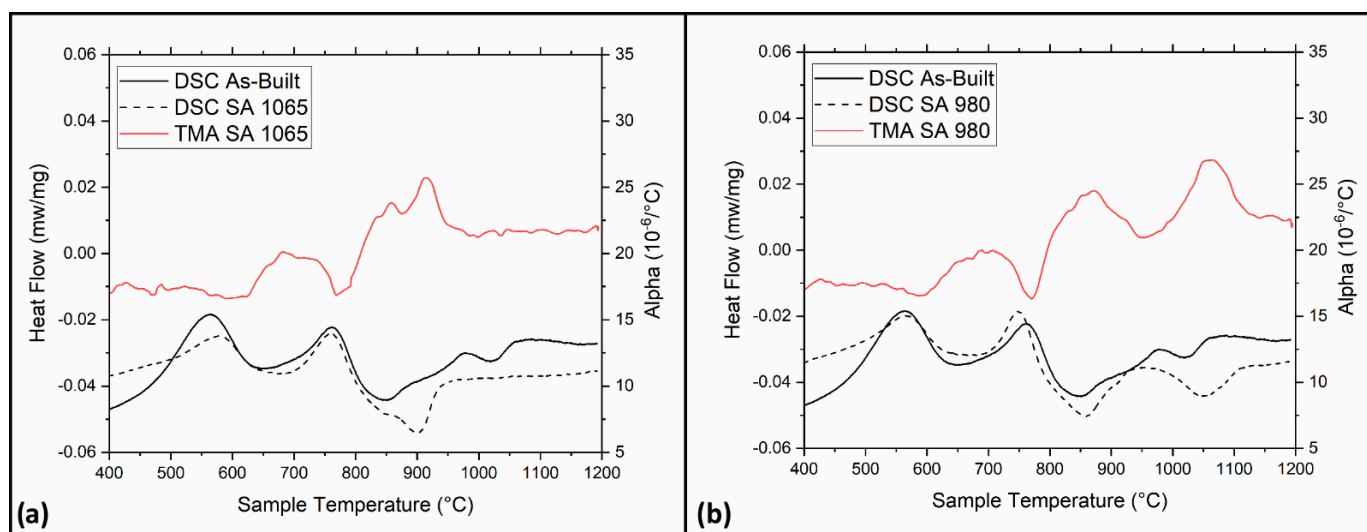 DSC As-Built
DSC SA 1065
TMA SA 1065
0.06
0.04
0.02
0.00
-0.02
-0.04
-0.06
Heat Flow (mw/mg)
35
30
25
20
15
10
5
Alpha (10⁻⁶/°C)
400 500 600 700 800 900 1000 1100 1200
Sample Temperature (°C)
(a)
DSC As-Built
DSC SA 980
TMA SA 980
0.06
0.04
0.02
0.00
-0.02
-0.04
-0.06
Heat Flow (mw/mg)
35
30
25
20
15
10
5
Alpha (10⁻⁶/°C)
400 500 600 700 800 900 1000 1100 1200
Sample Temperature (°C)
(b)